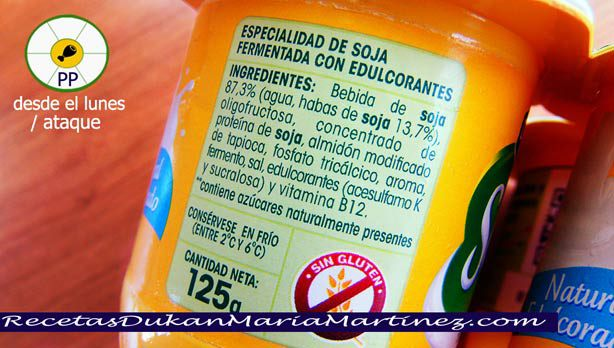 PP
desde el lunes
/ ataque
ESPECIALIDAD DE SOJA
FERMENTADA CON EDULCORANTES
INGREDIENTES: Bebida de soja
87,3% (agua, habas de soja 13,7%),
oligofructosa, concentrado de
proteína de soja, almidón modificado
de tapioca, fosfato tricálcico, aroma,
fermento, sal, edulcorantes (acesulfamo K
y sucralosa) y vitamina B12.
**contiene azúcares naturalmente presentes
CONSÉRVESE EN FRÍO
(ENTRE 2°C Y 6°C)
CANTIDAD NETA:
125g
SIN GLUTEN
Natur
RecetasDukanMariaMartinez.com